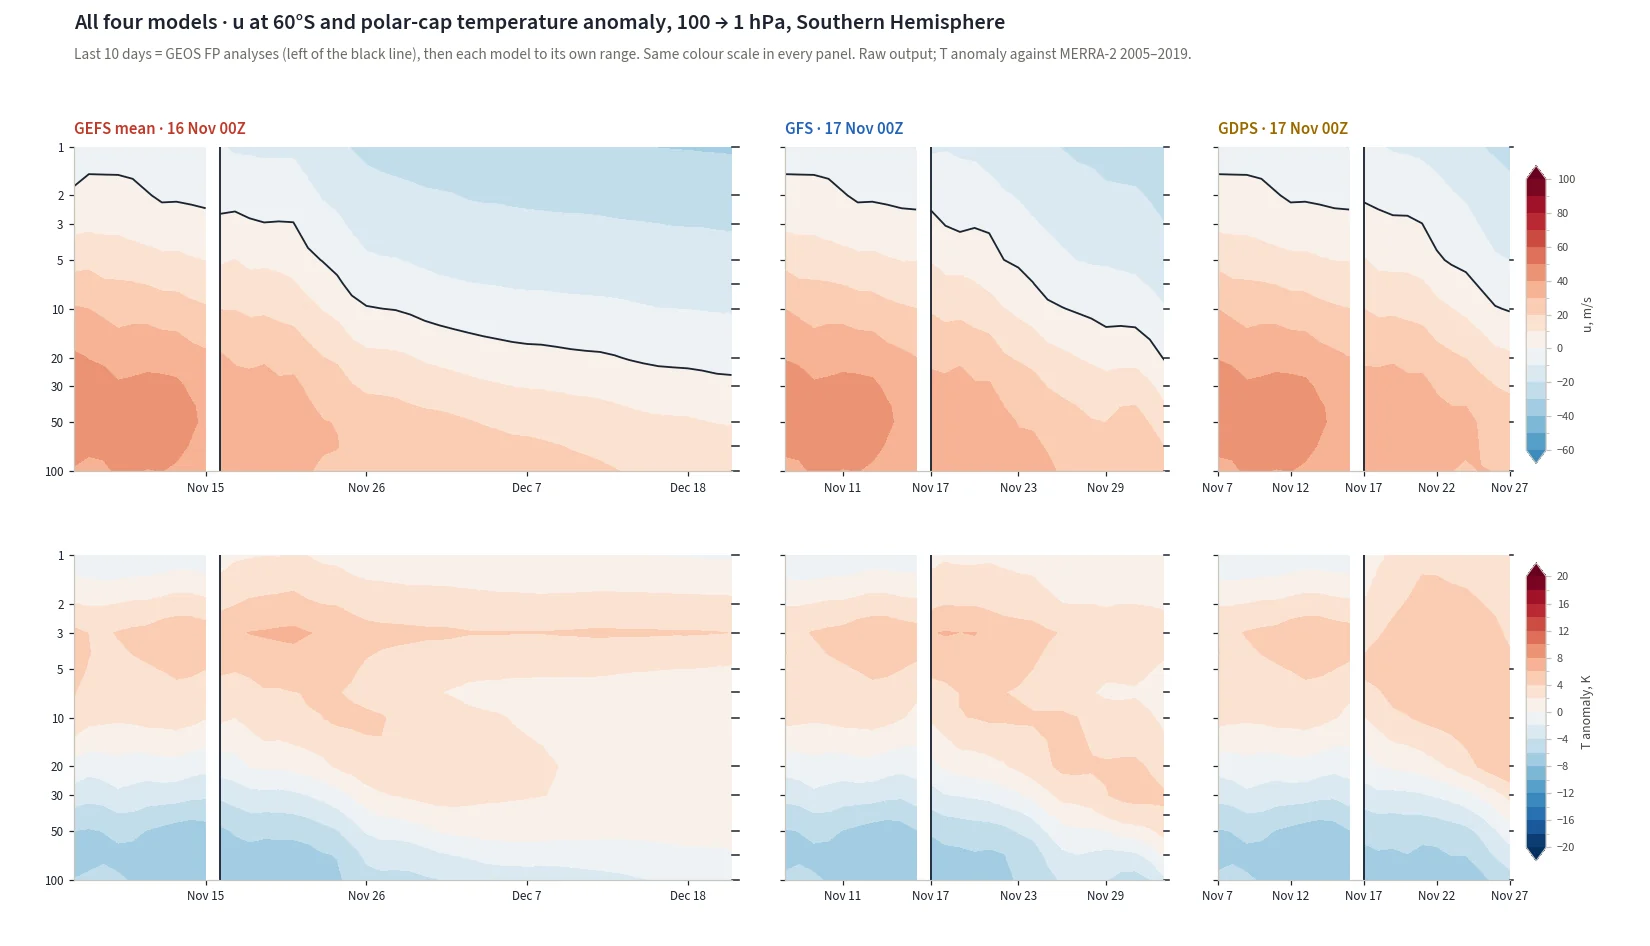 All four models · u at 60°S and polar-cap temperature anomaly, 100 → 1 hPa, Southern Hemisphere
Last 10 days = GEOS FP analyses (left of the black line), then each model to its own range. Same colour scale in every panel. Raw output; T anomaly against MERRA-2 2005–2019.
GEFS mean · 16 Nov 00Z
GFS · 17 Nov 00Z
GDPS · 17 Nov 00Z
1
2
3
5
10
20
30
50
100
Nov 15
Nov 26
Dec 7
Dec 18
Nov 11
Nov 17
Nov 23
Nov 29
Nov 7
Nov 12
Nov 17
Nov 22
Nov 27
100
80
60
40
20
0
−20
−40
−60
u, m/s
1
2
3
5
10
20
30
50
100
Nov 15
Nov 26
Dec 7
Dec 18
Nov 11
Nov 17
Nov 23
Nov 29
Nov 7
Nov 12
Nov 17
Nov 22
Nov 27
20
16
12
8
4
0
−4
−8
−12
−16
−20
T anomaly, K